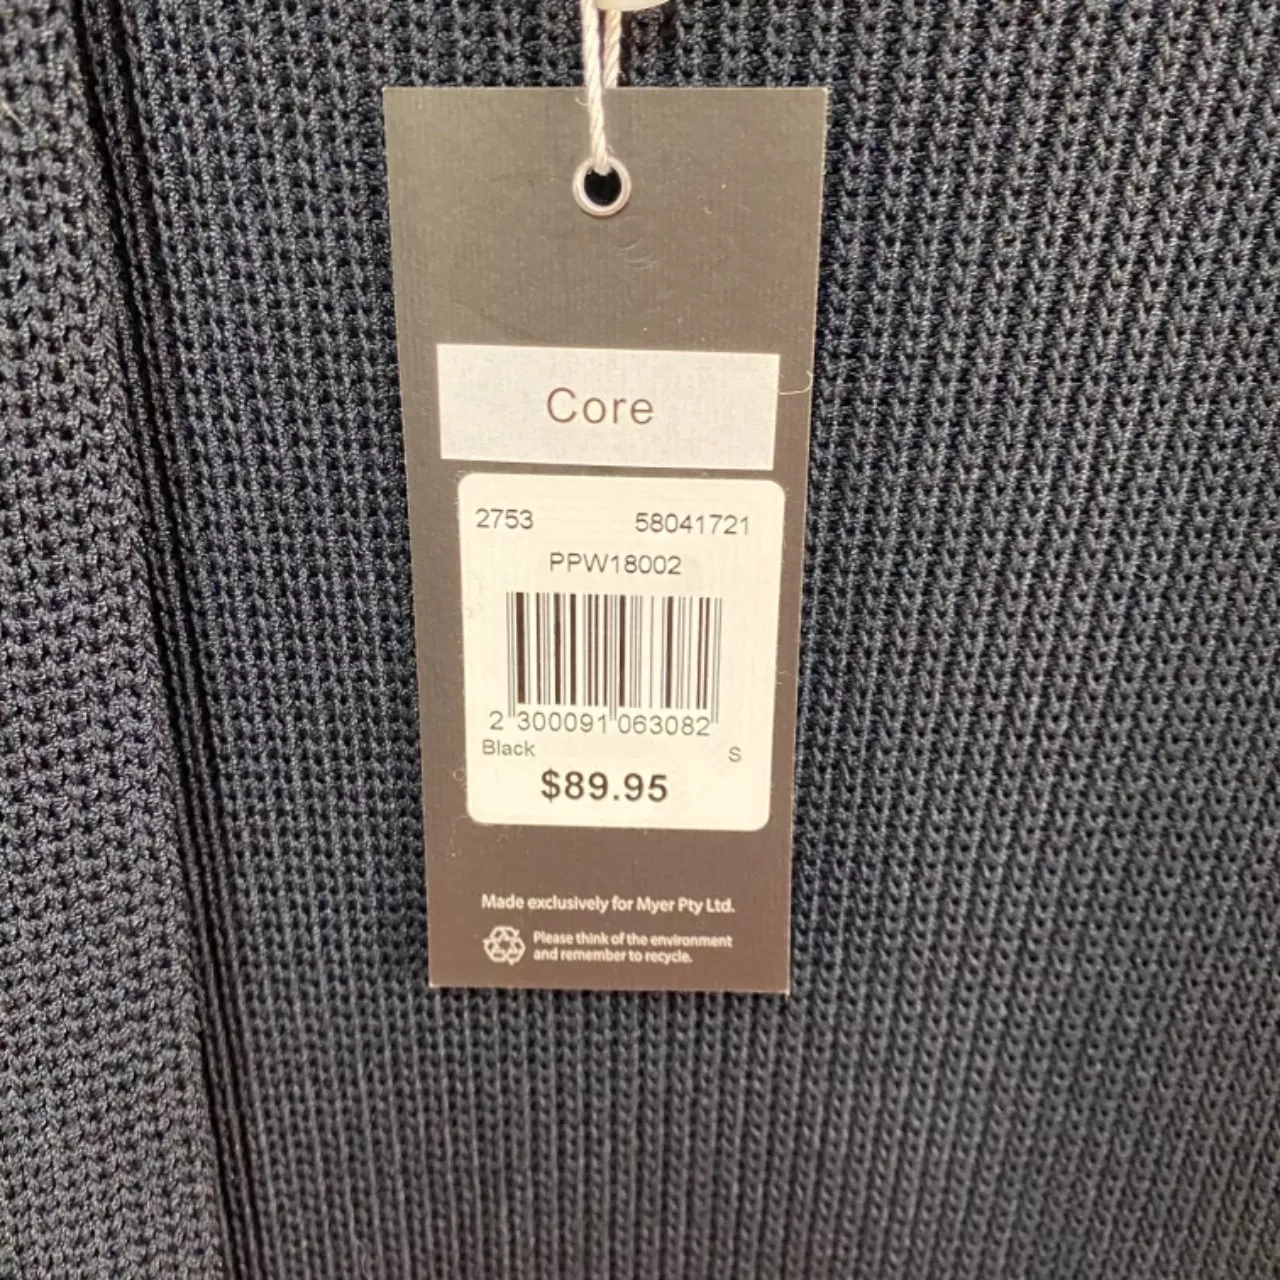 Core
2753 58041721
PPW18002
2 300091 063082
Black S
$89.95
Made exclusively for Myer Pty Ltd.
Please think of the environment
and remember to recycle.